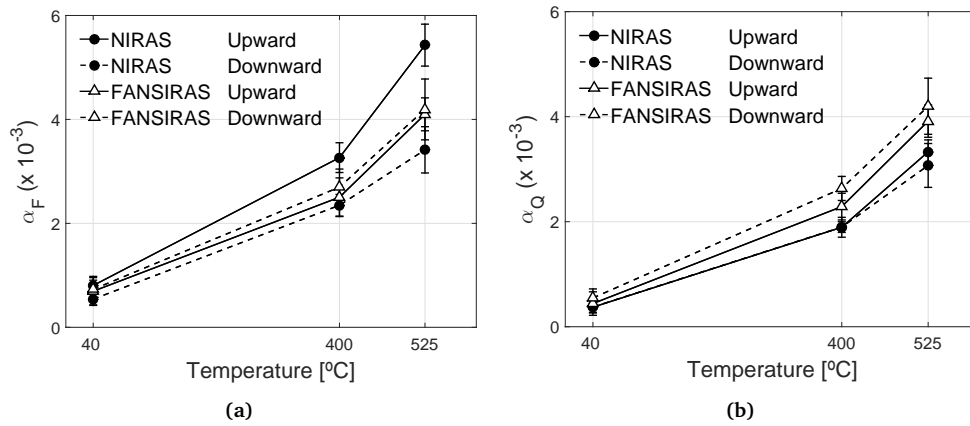 6
4
2
0
α_F (x 10^-3)
NIRAS Upward
NIRAS Downward
FANSIRAS Upward
FANSIRAS Downward
40 400 525
Temperature [ºC]
(a)
6
4
2
0
α_Q (x 10^-3)
NIRAS Upward
NIRAS Downward
FANSIRAS Upward
FANSIRAS Downward
40 400 525
Temperature [ºC]
(b)